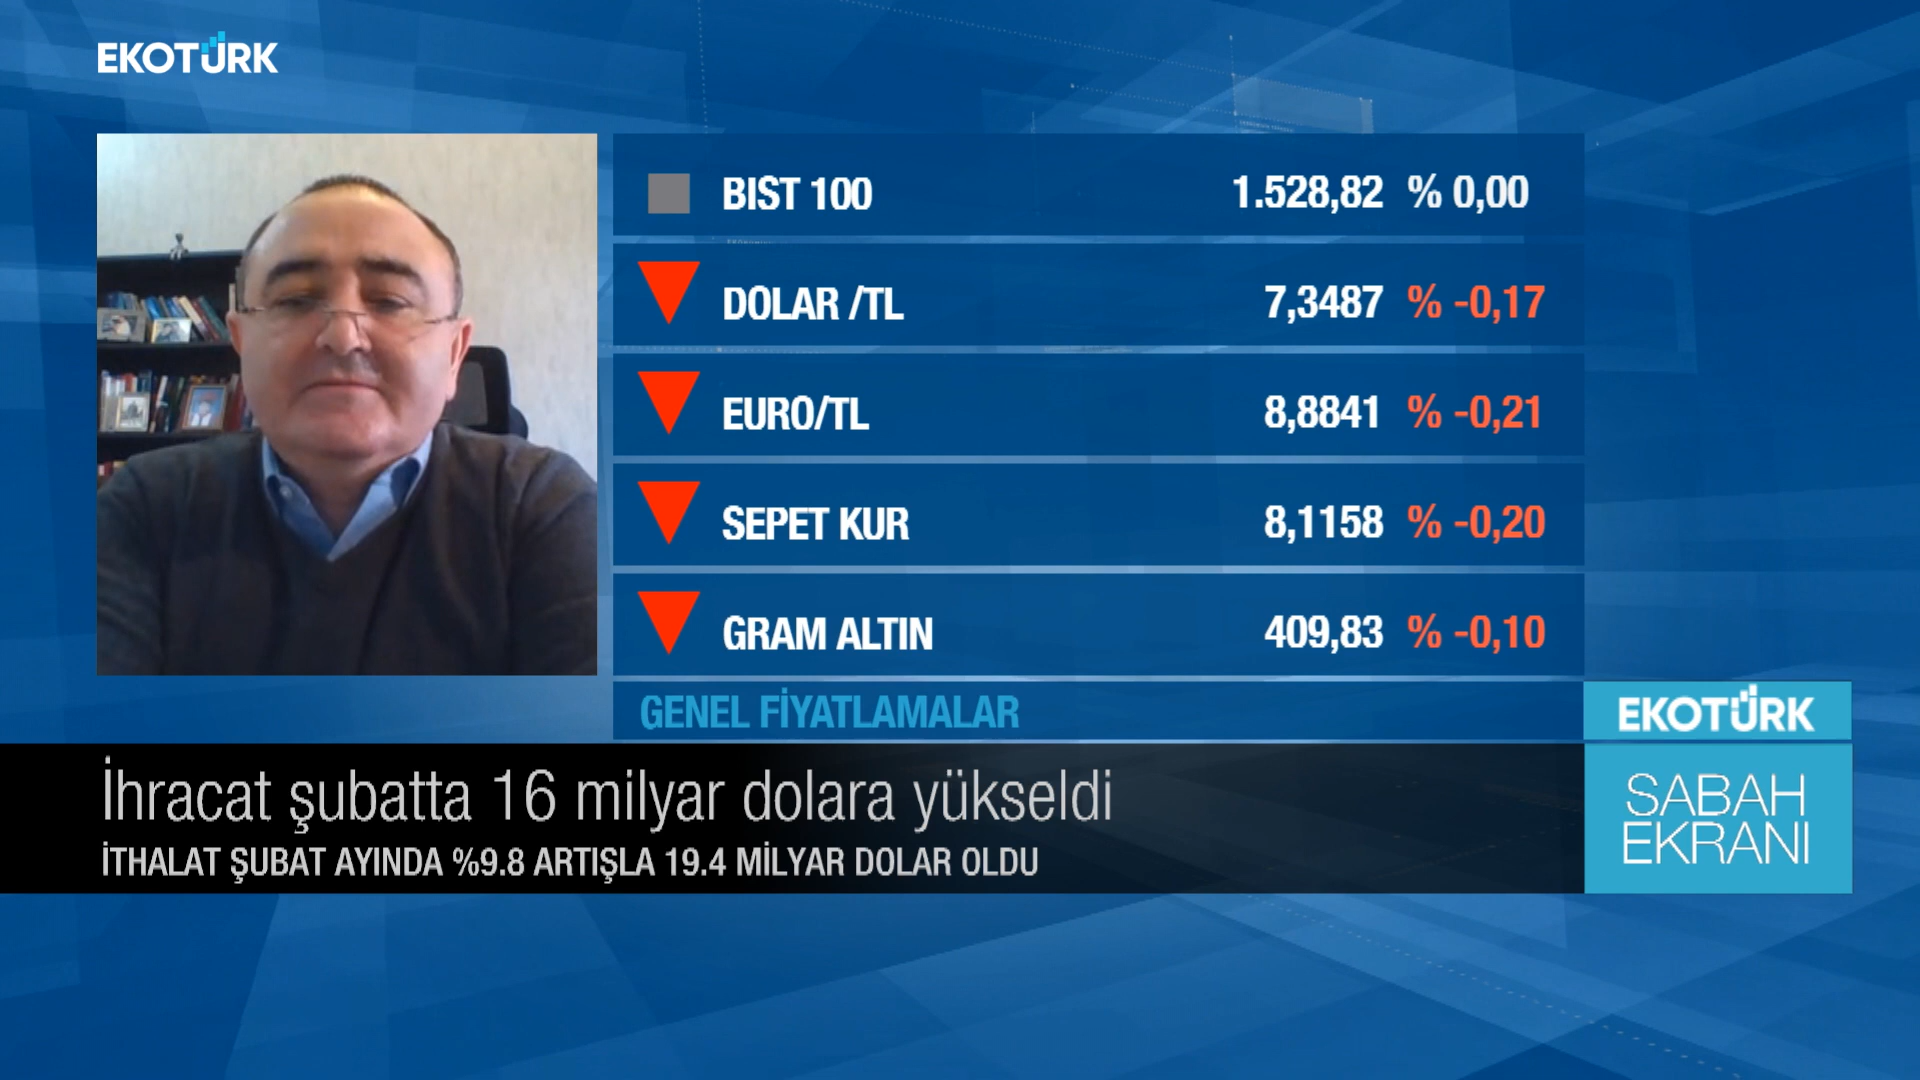 EKOTÜRK
BIST 100 1.528,82 % 0,00
DOLAR /TL 7,3487 % -0,17
EURO/TL 8,8841 % -0,21
SEPET KUR 8,1158 % -0,20
GRAM ALTIN 409,83 % -0,10
GENEL FİYATLAMALAR
EKOTÜRK
İhracat şubatta 16 milyar dolara yükseldi
İTHALAT ŞUBAT AYINDA %9.8 ARTIŞLA 19.4 MİLYAR DOLAR OLDU
SABAH
EKRANI